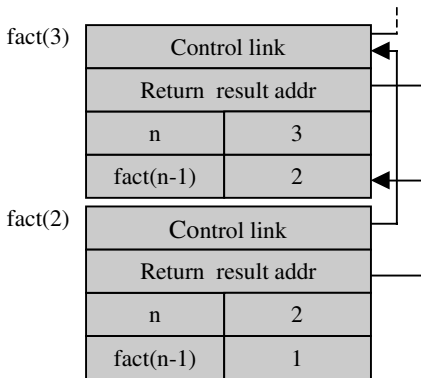 fact(3)
Control link
Return result addr
n 3
fact(n-1) 2
fact(2)
Control link
Return result addr
n 2
fact(n-1) 1